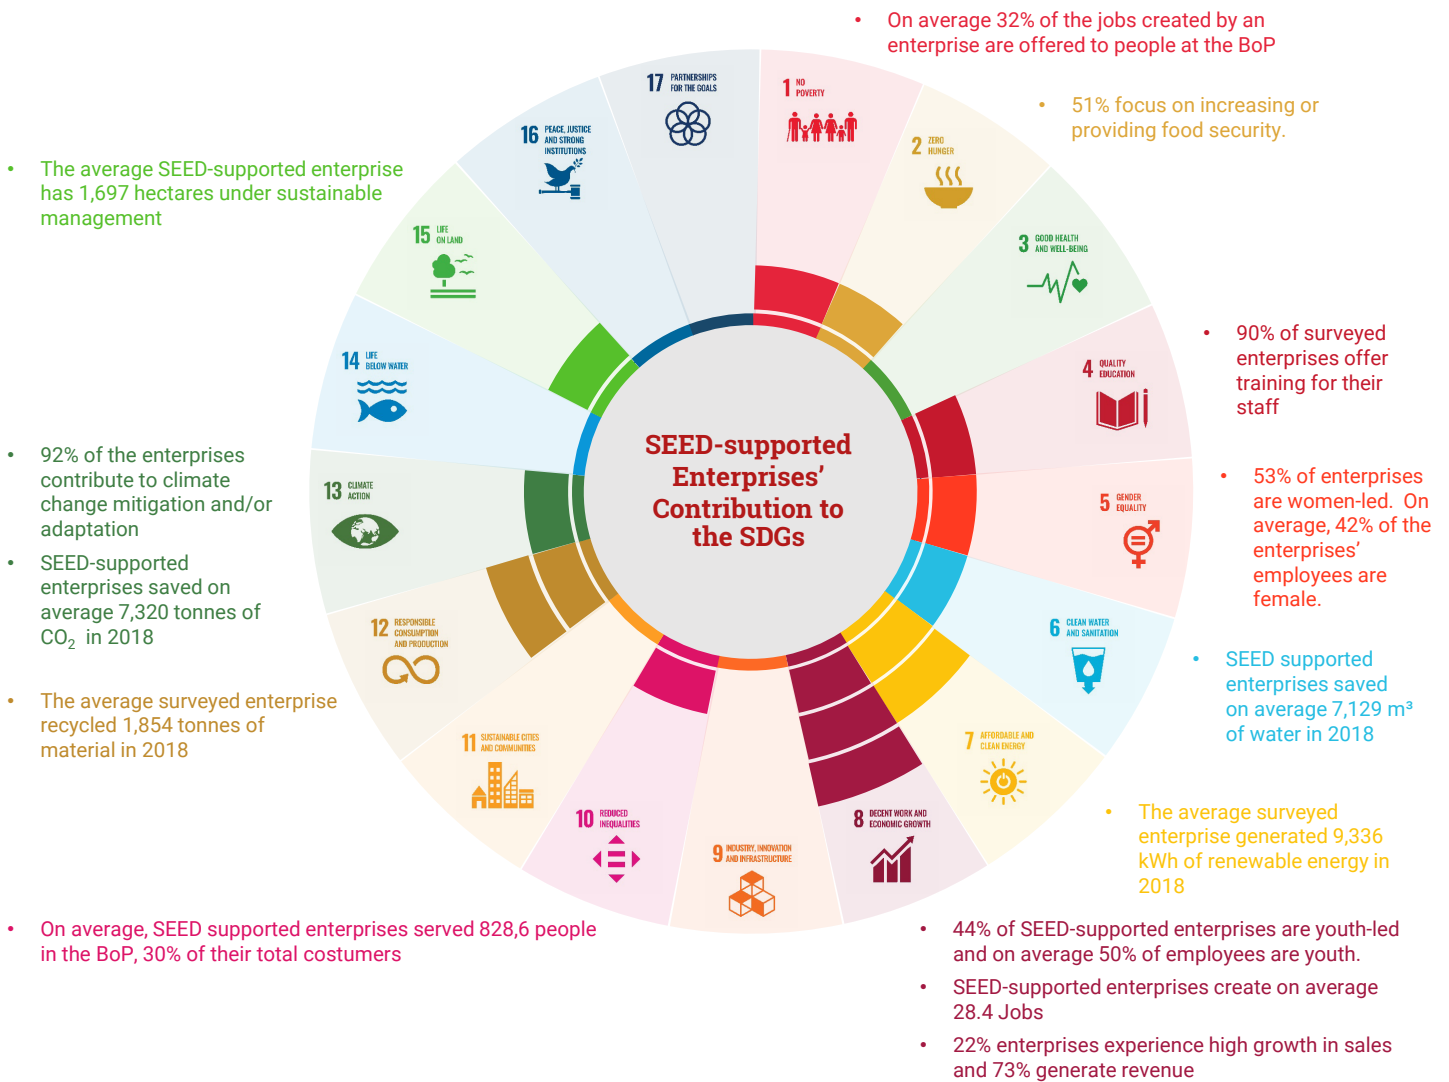 • On average 32% of the jobs created by an
enterprise are offered to people at the BoP
• 51% focus on increasing or
providing food security.
• 90% of surveyed
enterprises offer
training for their
staff
• 53% of enterprises
are women-led. On
average, 42% of the
enterprises’
employees are
female.
• SEED supported
enterprises saved
on average 7,129 m³
of water in 2018
• The average surveyed
enterprise generated 9,336
kWh of renewable energy in
2018
• 44% of SEED-supported enterprises are youth-led
and on average 50% of employees are youth.
• SEED-supported enterprises create on average
28.4 Jobs
• 22% enterprises experience high growth in sales
and 73% generate revenue
• On average, SEED supported enterprises served 828,6 people
in the BoP, 30% of their total costumers
• The average surveyed enterprise
recycled 1,854 tonnes of
material in 2018
• 92% of the enterprises
contribute to climate
change mitigation and/or
adaptation
• SEED-supported
enterprises saved on
average 7,320 tonnes of
CO₂ in 2018
• The average SEED-supported enterprise
has 1,697 hectares under sustainable
management
SEED-supported
Enterprises’
Contribution to
the SDGs
1 NO
POVERTY
2 ZERO
HUNGER
3 GOOD HEALTH
AND WELL-BEING
4 QUALITY
EDUCATION
5 GENDER
EQUALITY
6 CLEAN WATER
AND SANITATION
7 AFFORDABLE AND
CLEAN ENERGY
8 DECENT WORK AND
ECONOMIC GROWTH
9 INDUSTRY, INNOVATION
AND INFRASTRUCTURE
10 REDUCED
INEQUALITIES
11 SUSTAINABLE CITIES
AND COMMUNITIES
12 RESPONSIBLE
CONSUMPTION
AND PRODUCTION
13 CLIMATE
ACTION
14 LIFE
BELOW WATER
15 LIFE
ON LAND
16 PEACE, JUSTICE
AND STRONG
INSTITUTIONS
17 PARTNERSHIPS
FOR THE GOALS